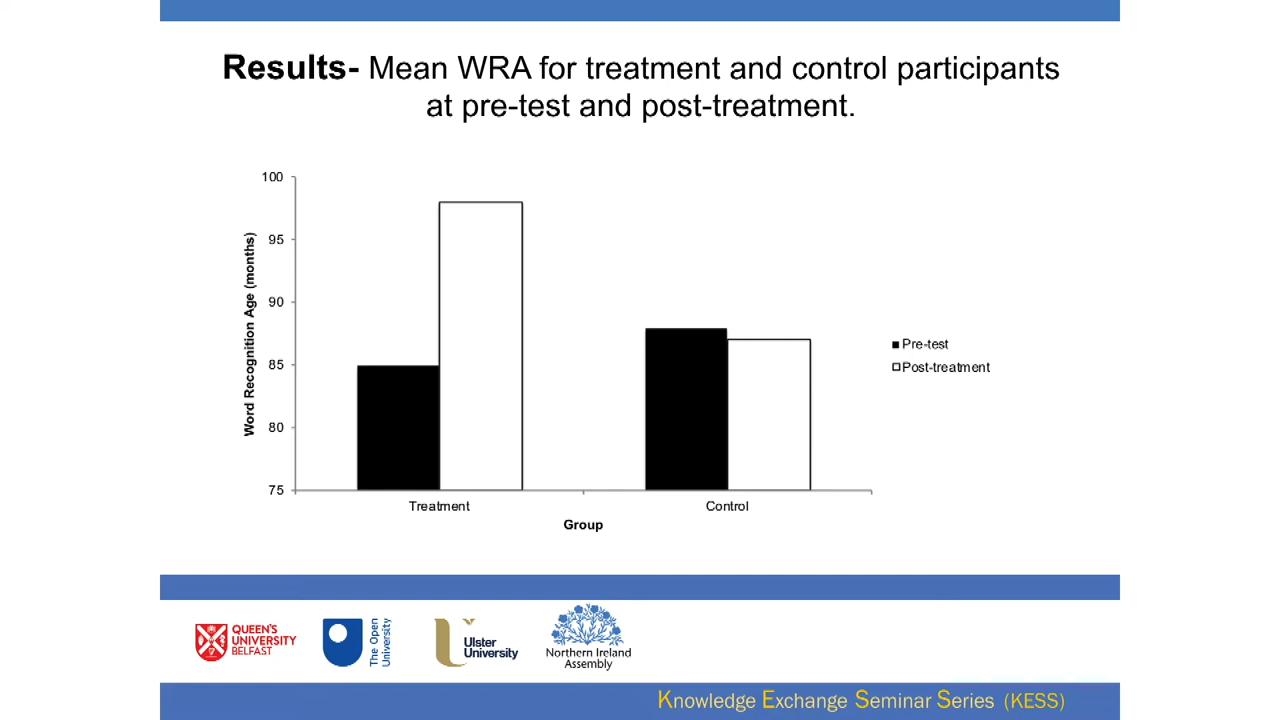 Results- Mean WRA for treatment and control participants
at pre-test and post-treatment.
100
95
90
85
80
75
Word Recognition Age (months)
Treatment
Control
Group
Pre-test
Post-treatment
QUEEN'S
UNIVERSITY
BELFAST
The Open
University
Ulster
University
Northern Ireland
Assembly
Knowledge Exchange Seminar Series (KESS)